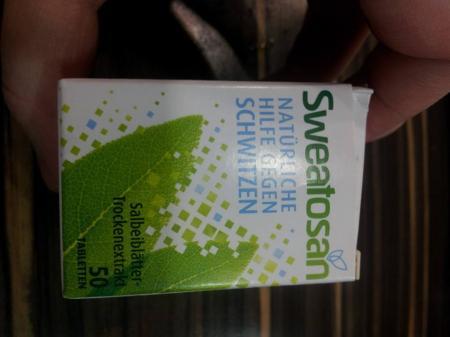 Sweatosan
NATÜRLICHE
HILFE GEGEN
SCHWITZEN
Salbeiblätter-
Trockenextrakt
50
TABLETTEN